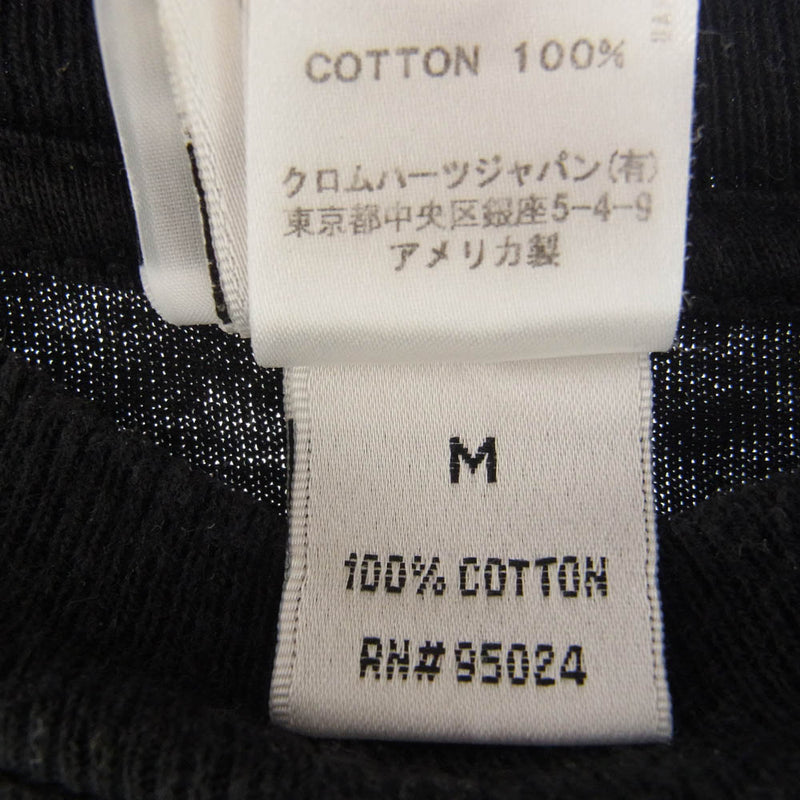 COTTON 100%
クロムハーツジャパン(有)
東京都中央区銀座5-4-9
アメリカ製
M
100% COTTON
RN# 95024